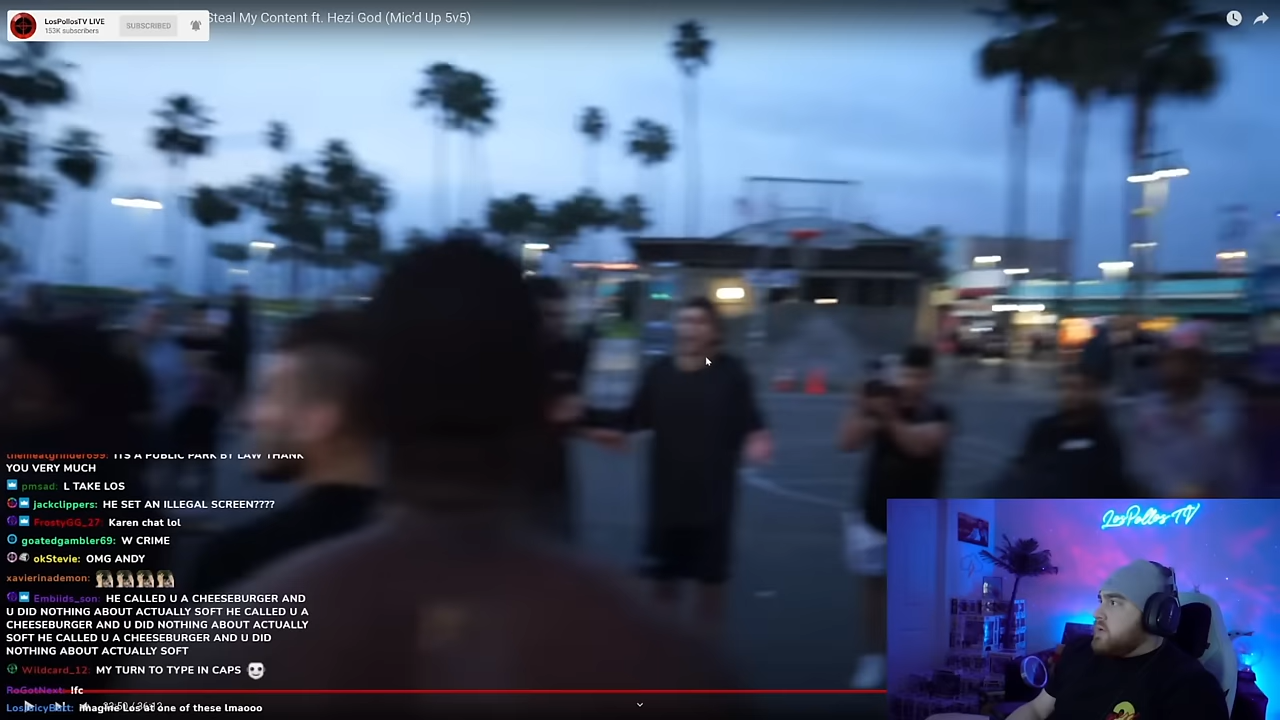 LosPollosTV LIVE
153K subscribers
SUBSCRIBED
Steal My Content ft. Hezi God (Mic'd Up 5v5)
themeatgrinder699: ITS A PUBLIC PARK BY LAW THANK
YOU VERY MUCH
pmsad: L TAKE LOS
jackclippers: HE SET AN ILLEGAL SCREEN????
FrostyGG_27: Karen chat lol
goatedgambler69: W CRIME
okStevie: OMG ANDY
xavierinademon:
Embiids_son: HE CALLED U A CHEESEBURGER AND
U DID NOTHING ABOUT ACTUALLY SOFT HE CALLED U A
CHEESEBURGER AND U DID NOTHING ABOUT ACTUALLY
SOFT HE CALLED U A CHEESEBURGER AND U DID
NOTHING ABOUT ACTUALLY SOFT
Wildcard_12: MY TURN TO TYPE IN CAPS
RoGotNext: lfc
Imagine Los at one of these lmaooo
LosPollosTV